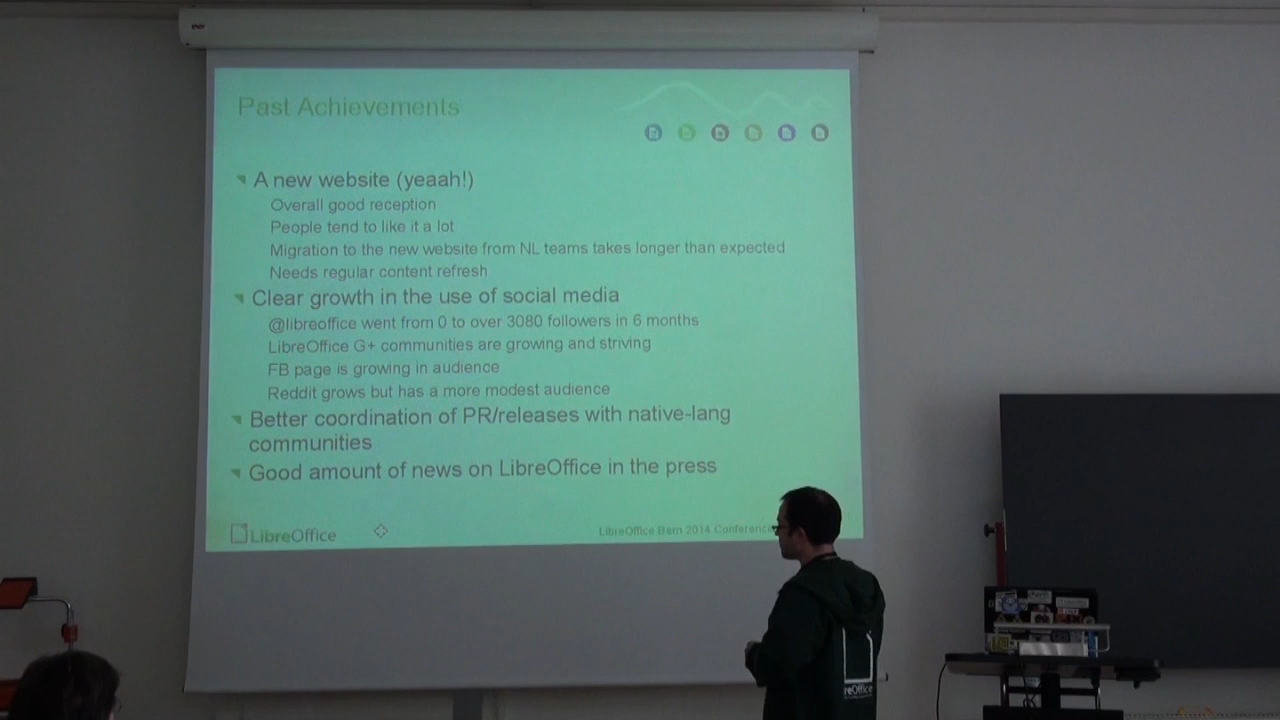 Past Achievements
A new website (yeaah!)
Overall good reception
People tend to like it a lot
Migration to the new website from NL teams takes longer than expected
Needs regular content refresh
Clear growth in the use of social media
@libreoffice went from 0 to over 3080 followers in 6 months
LibreOffice G+ communities are growing and striving
FB page is growing in audience
Reddit grows but has a more modest audience
Better coordination of PR/releases with native-lang
communities
Good amount of news on LibreOffice in the press
LibreOffice
LibreOffice Bern 2014 Conference
reOffice